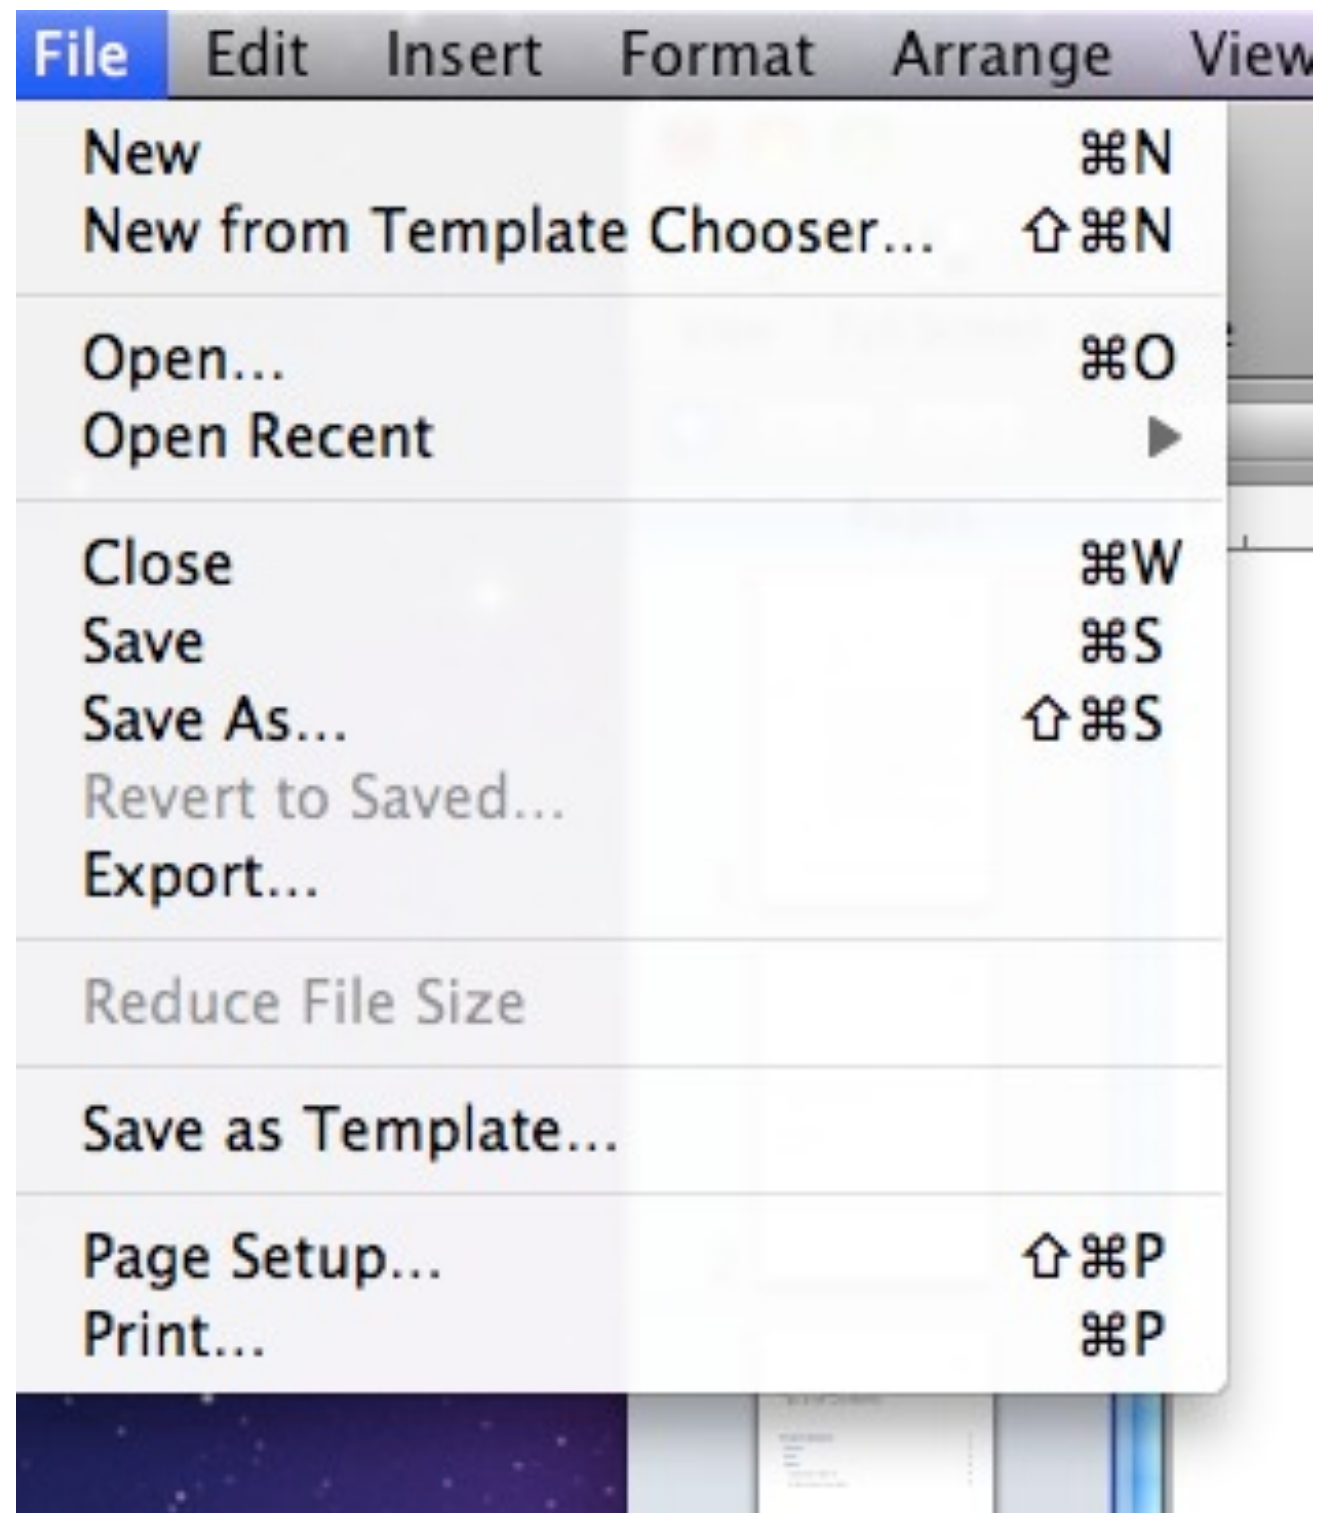 File Edit Insert Format Arrange View
New ⌘N
New from Template Chooser... ⇧⌘N
Open... ⌘O
Open Recent ▶
Close ⌘W
Save ⌘S
Save As... ⇧⌘S
Revert to Saved...
Export...
Reduce File Size
Save as Template...
Page Setup... ⇧⌘P
Print... ⌘P